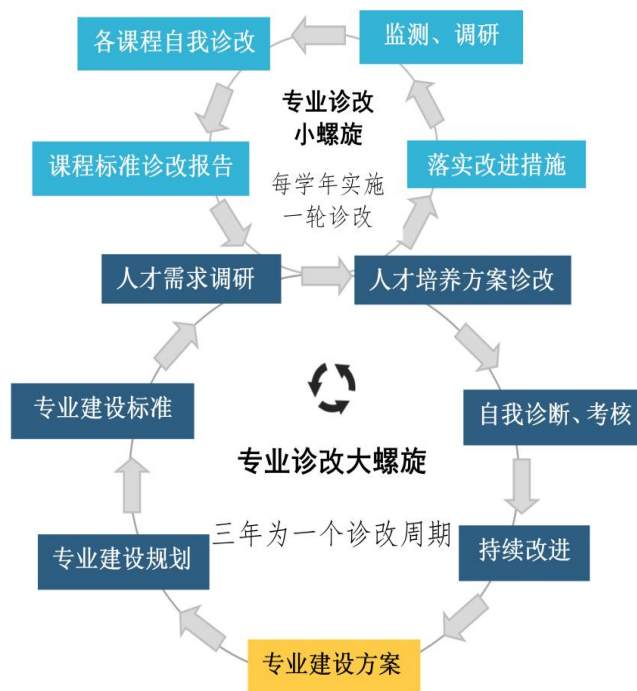 各课程自我诊改
监测、调研
专业诊改
小螺旋
课程标准诊改报告
落实改进措施
每学年实施
一轮诊改
人才需求调研
人才培养方案诊改
专业建设标准
自我诊断、考核
专业诊改大螺旋
三年为一个诊改周期
专业建设规划
持续改进
专业建设方案